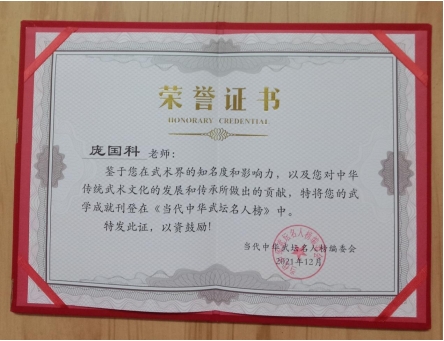 荣誉证书
HONORARY CREDENTIAL
庞国科 老师：
鉴于您在武术界的知名度和影响力，以及您对中华
传统武术文化的发展和传承所做出的贡献，特将您的武
学成就刊登在《当代中华武坛名人榜》中。
特发此证，以资鼓励！
当代中华武坛名人榜编委会
2021年12月